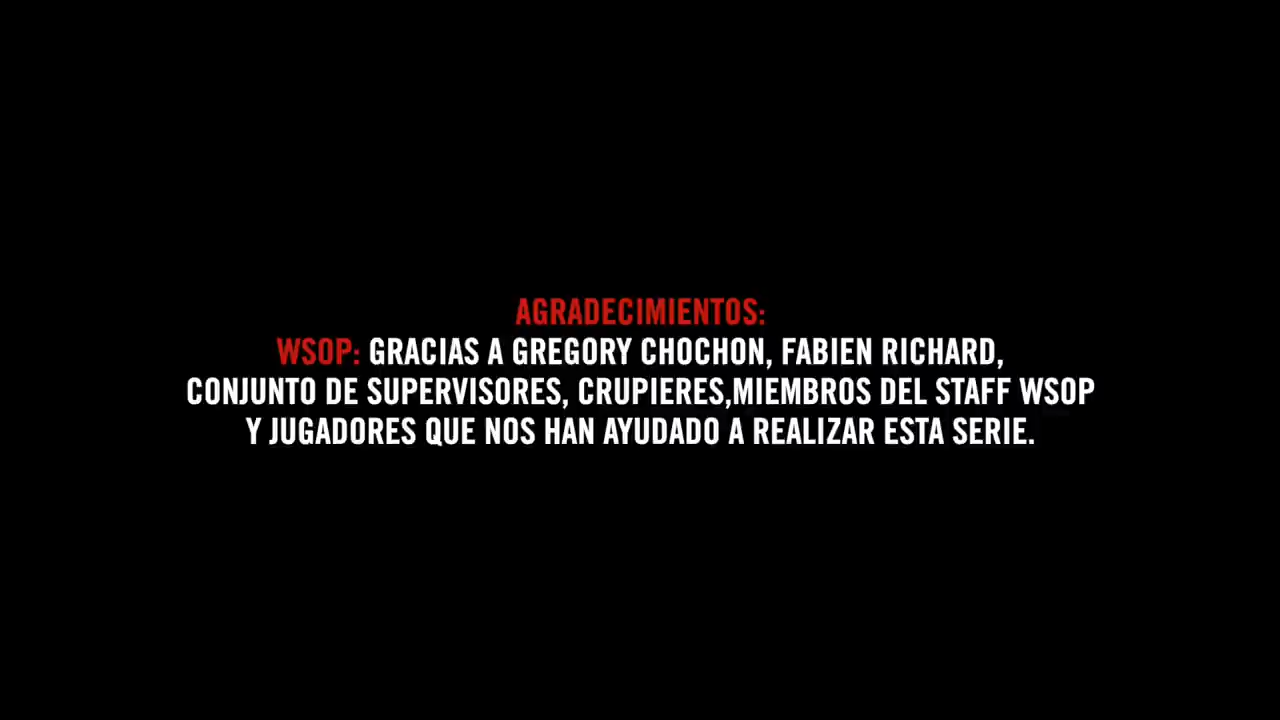 AGRADECIMIENTOS:
WSOP: GRACIAS A GREGORY CHOCHON, FABIEN RICHARD,
CONJUNTO DE SUPERVISORES, CRUPIERES,MIEMBROS DEL STAFF WSOP
Y JUGADORES QUE NOS HAN AYUDADO A REALIZAR ESTA SERIE.